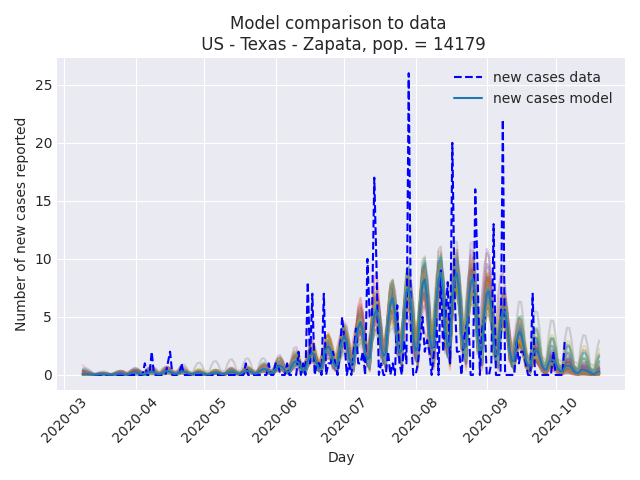 Model comparison to data
US - Texas - Zapata, pop. = 14179
new cases data
new cases model
Number of new cases reported
25
20
15
10
5
0
2020-03
2020-04
2020-05
2020-06
2020-07
2020-08
2020-09
2020-10
Day